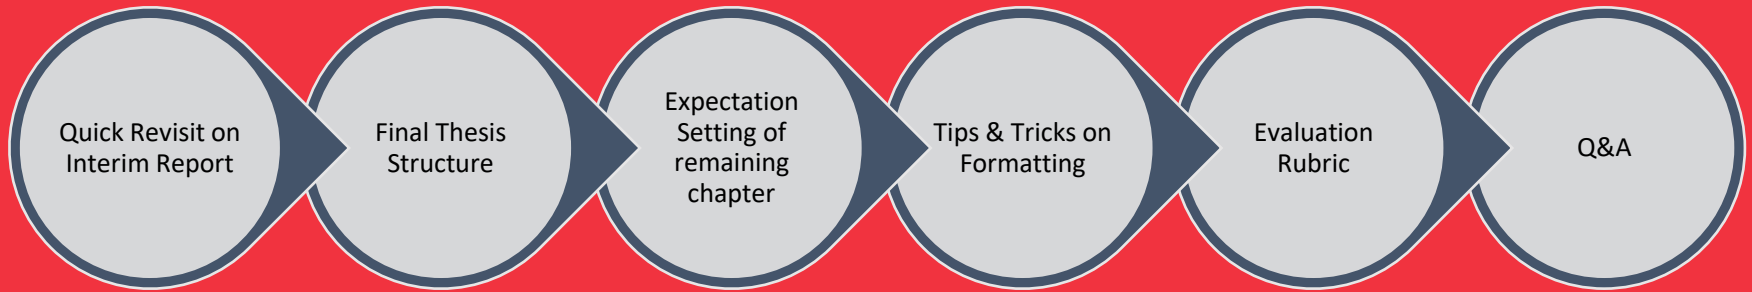 Quick Revisit on
Interim Report
Final Thesis
Structure
Expectation
Setting of
remaining
chapter
Tips & Tricks on
Formatting
Evaluation
Rubric
Q&A